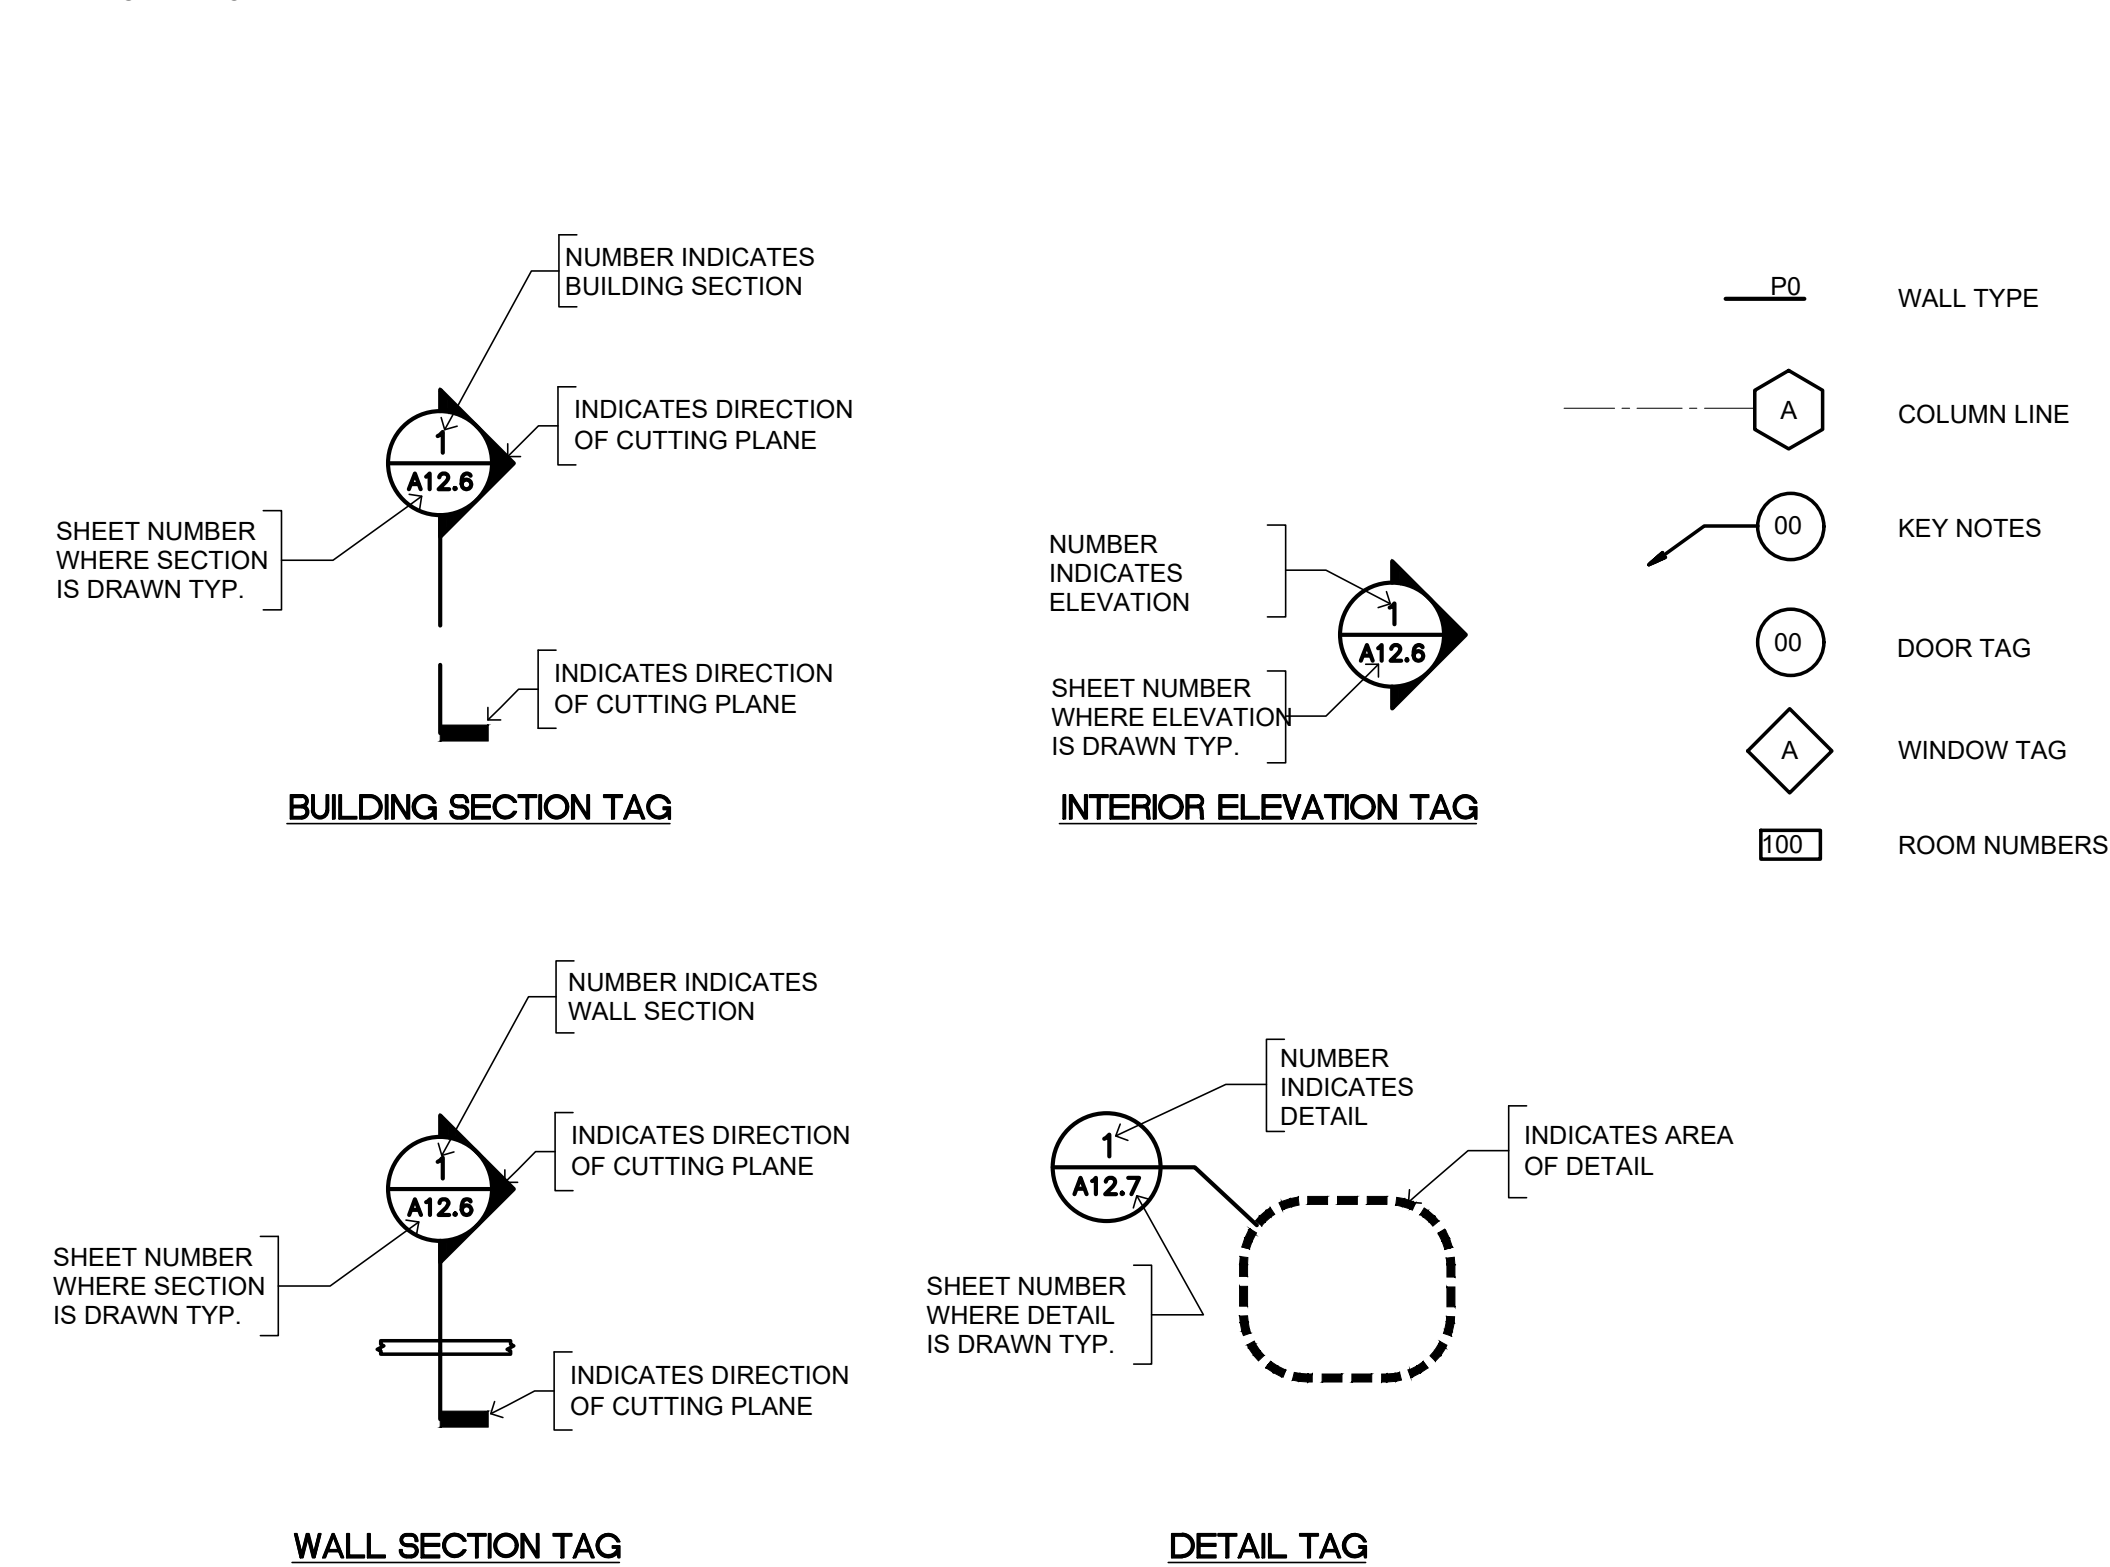 NUMBER INDICATES
BUILDING SECTION
INDICATES DIRECTION
OF CUTTING PLANE
1
A12.6
SHEET NUMBER
WHERE SECTION
IS DRAWN TYP.
INDICATES DIRECTION
OF CUTTING PLANE
BUILDING SECTION TAG
NUMBER
INDICATES
ELEVATION
1
A12.6
SHEET NUMBER
WHERE ELEVATION
IS DRAWN TYP.
INTERIOR ELEVATION TAG
P0 WALL TYPE
A COLUMN LINE
00 KEY NOTES
00 DOOR TAG
A WINDOW TAG
100 ROOM NUMBERS
NUMBER INDICATES
WALL SECTION
INDICATES DIRECTION
OF CUTTING PLANE
1
A12.6
SHEET NUMBER
WHERE SECTION
IS DRAWN TYP.
INDICATES DIRECTION
OF CUTTING PLANE
WALL SECTION TAG
NUMBER
INDICATES
DETAIL
1
A12.7
INDICATES AREA
OF DETAIL
SHEET NUMBER
WHERE DETAIL
IS DRAWN TYP.
DETAIL TAG